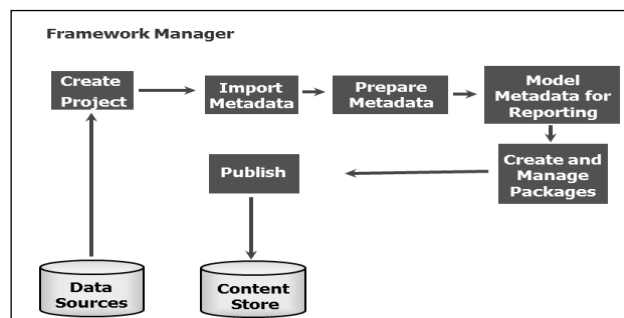 Framework Manager
Create
Project
Import
Metadata
Prepare
Metadata
Model
Metadata for
Reporting
Create and
Manage
Packages
Publish
Data
Sources
Content
Store